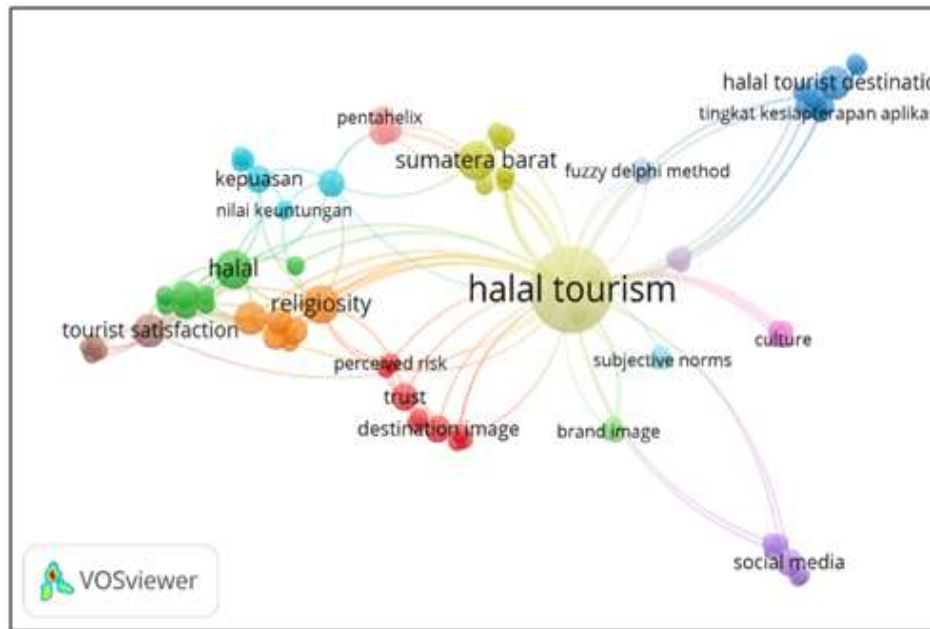 halal tourist destinatio
tingkat kesiapterapan aplika
pentahelix
sumatera barat
fuzzy delphi method
kepuasan
nilai keuntungan
halal
halal tourism
religiosity
tourist satisfaction
culture
perceived risk
subjective norms
trust
destination image
brand image
social media
VOSviewer